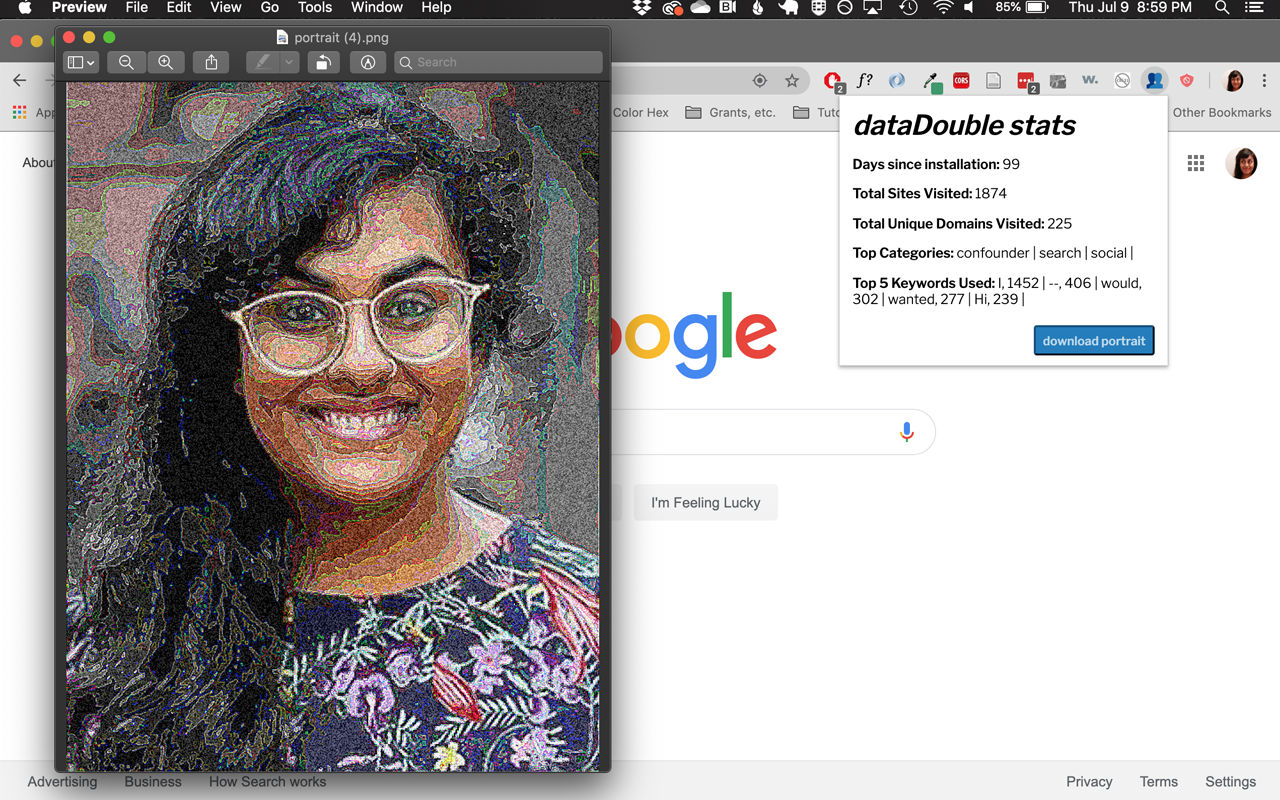 Preview File Edit View Go Tools Window Help 85% Thu Jul 9 8:59 PM
portrait (4).png
Search
2 f? CORS 2 w.
App Color Hex Grants, etc. Tuto Other Bookmarks
dataDouble stats
Days since installation: 99
Total Sites Visited: 1874
Total Unique Domains Visited: 225
Top Categories: confounder | search | social |
Top 5 Keywords Used: I, 1452 | --, 406 | would,
302 | wanted, 277 | Hi, 239 |
download portrait
About
oogle
I'm Feeling Lucky
Advertising Business How Search works Privacy Terms Settings